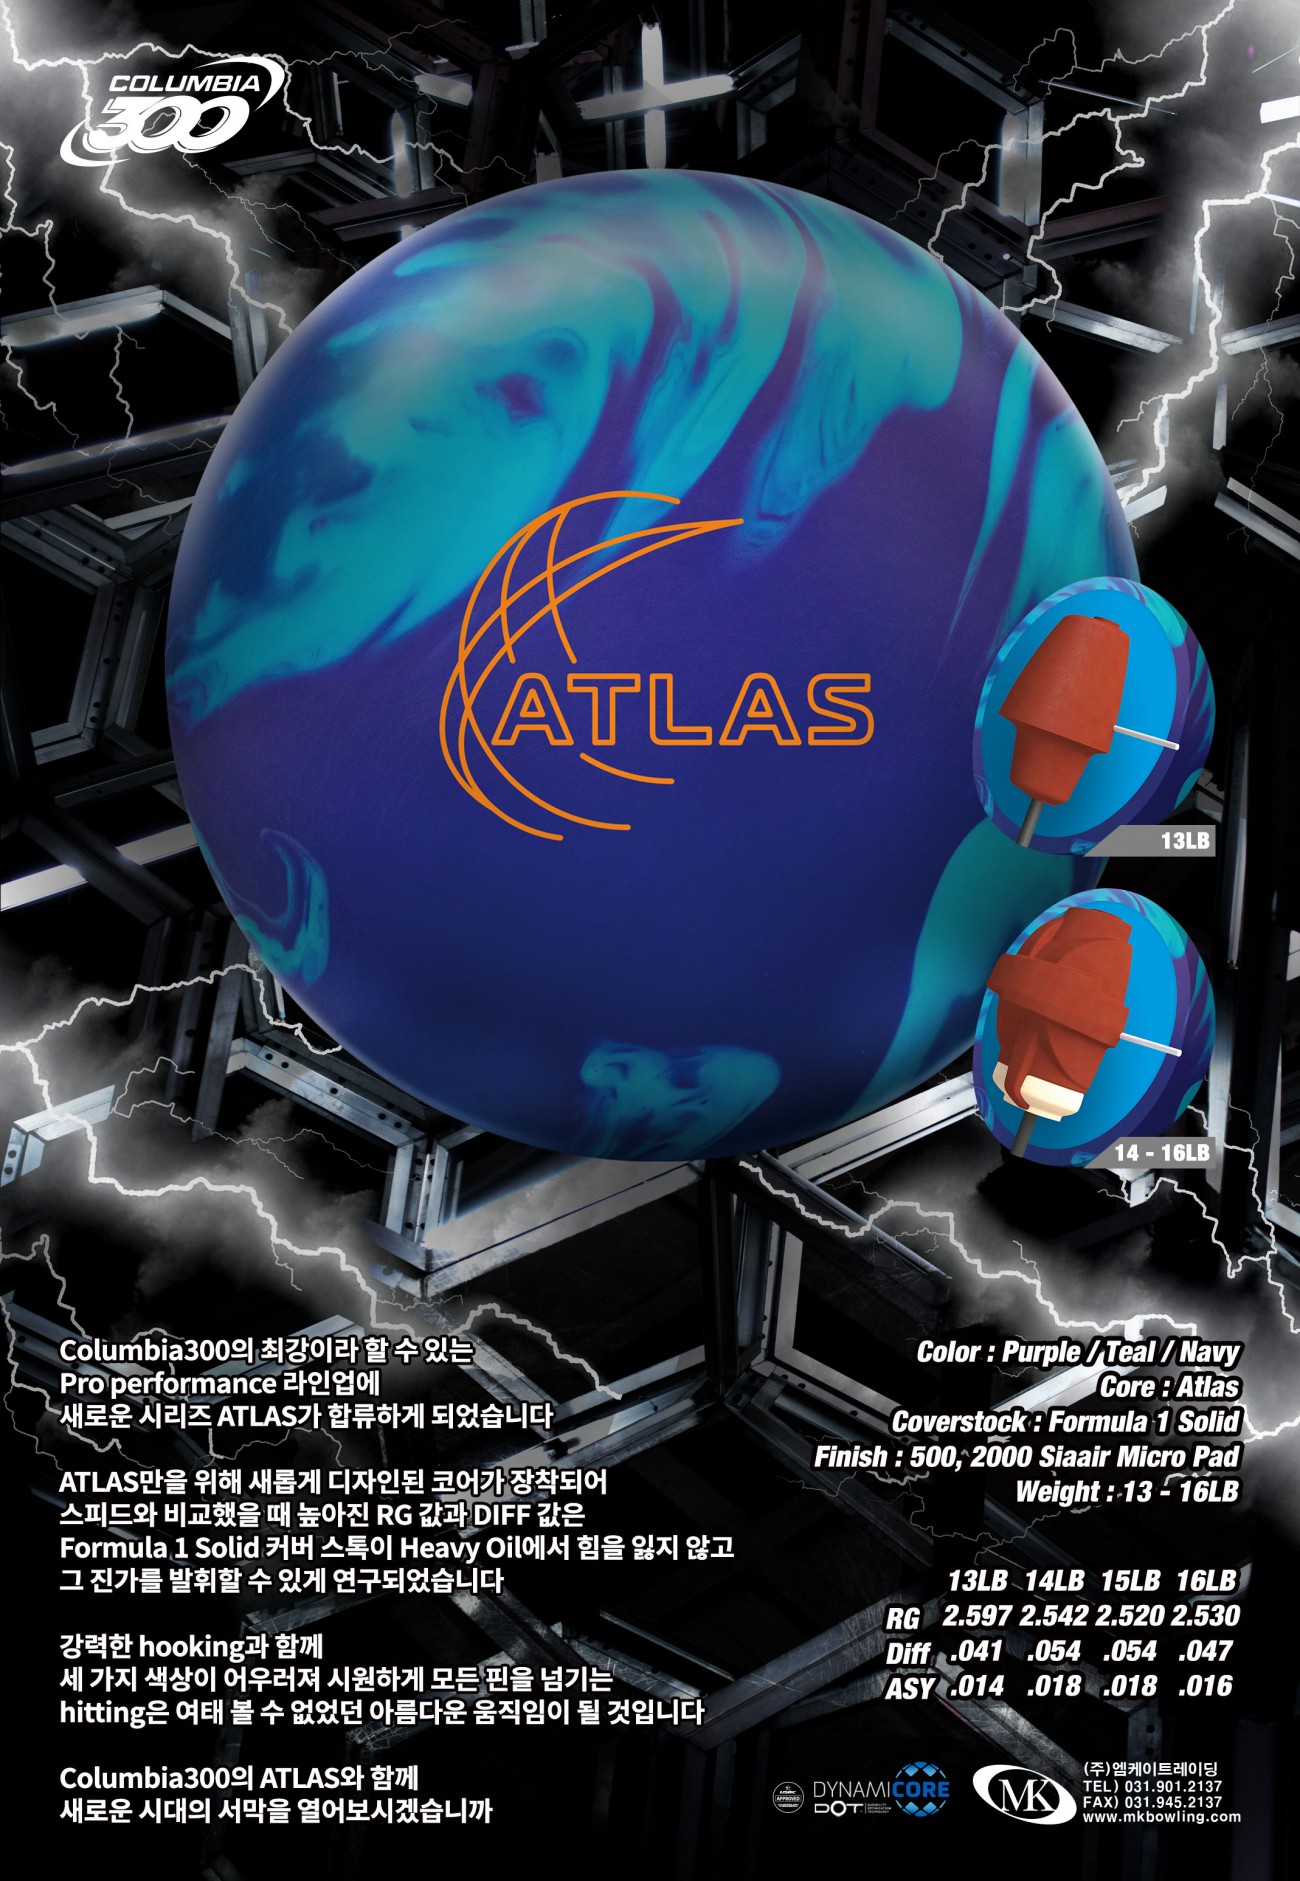 COLUMBIA
300
ATLAS
13LB
14 - 16LB
Columbia300의 최강이라 할 수 있는
Pro performance 라인업에
새로운 시리즈 ATLAS가 합류하게 되었습니다
ATLAS만을 위해 새롭게 디자인된 코어가 장착되어
스피드와 비교했을 때 높아진 RG 값과 DIFF 값은
Formula 1 Solid 커버 스톡이 Heavy Oil에서 힘을 잃지 않고
그 진가를 발휘할 수 있게 연구되었습니다
강력한 hooking과 함께
세 가지 색상이 어우러져 시원하게 모든 핀을 넘기는
hitting은 여태 볼 수 없었던 아름다운 움직임이 될 것입니다
Columbia300의 ATLAS와 함께
새로운 시대의 서막을 열어보시겠습니까
Color : Purple / Teal / Navy
Core : Atlas
Coverstock : Formula 1 Solid
Finish : 500, 2000 Siaair Micro Pad
Weight : 13 - 16LB
13LB 14LB 15LB 16LB
RG 2.597 2.542 2.520 2.530
Diff .041 .054 .054 .047
ASY .014 .018 .018 .016
APPROVED
DYNAMICORE
DOT
MK
(주)엠케이트레이딩
TEL) 031.901.2137
FAX) 031.945.2137
www.mkbowling.com